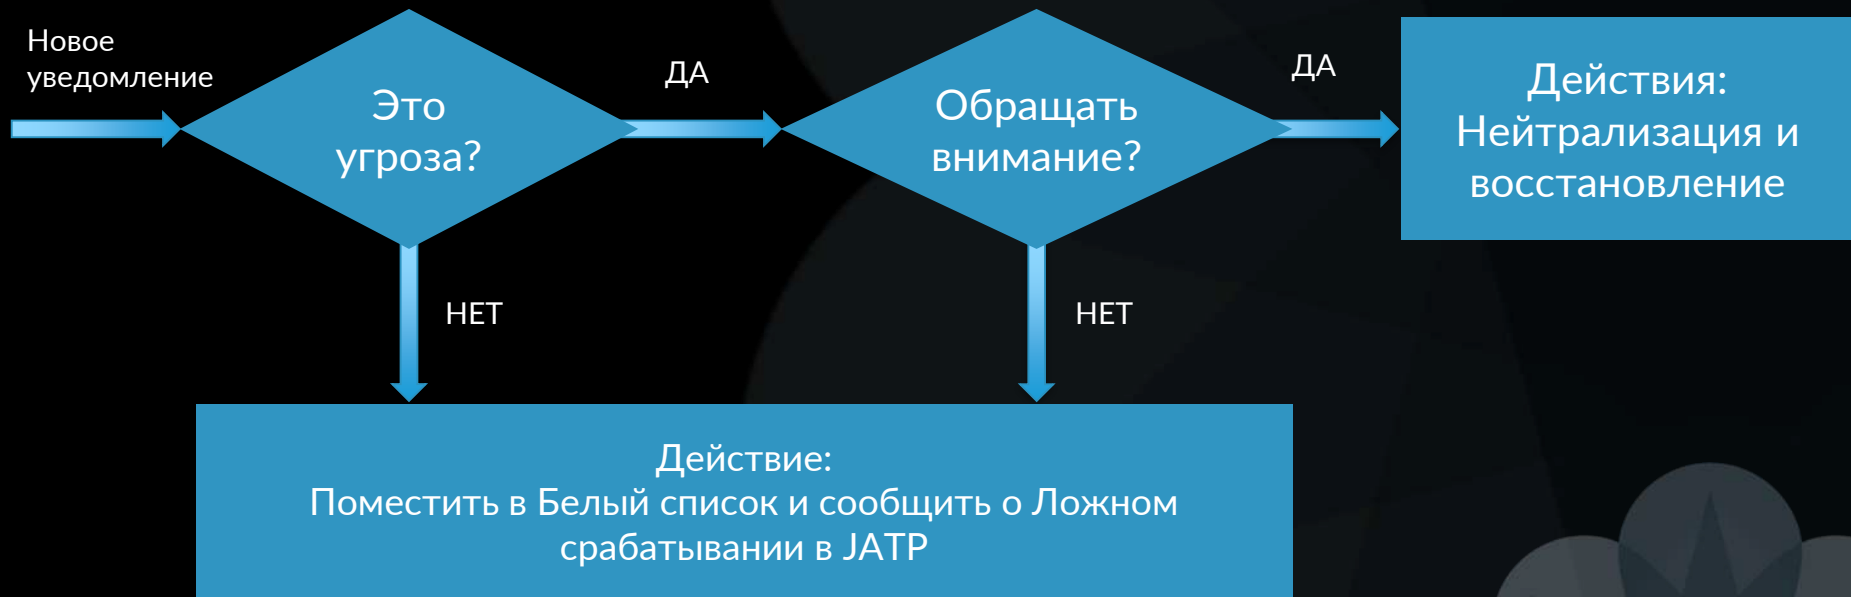 Новое
уведомление
Это
угроза?
ДА
Обращать
внимание?
ДА
Действия:
Нейтрализация и
восстановление
НЕТ
НЕТ
Действие:
Поместить в Белый список и сообщить о Ложном
срабатывании в JATP